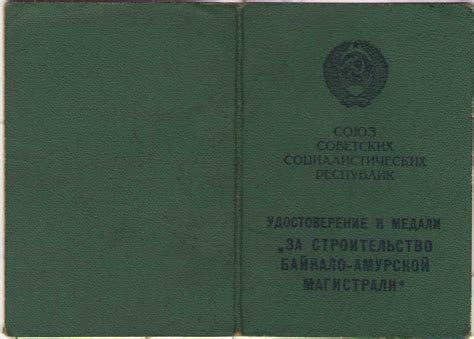 СОЮЗ
СОВЕТСКИХ
СОЦИАЛИСТИЧЕСКИХ
РЕСПУБЛИК
УДОСТОВЕРЕНИЕ К МЕДАЛИ
„ЗА СТРОИТЕЛЬСТВО
БАЙКАЛО-АМУРСКОЙ
МАГИСТРАЛИ“